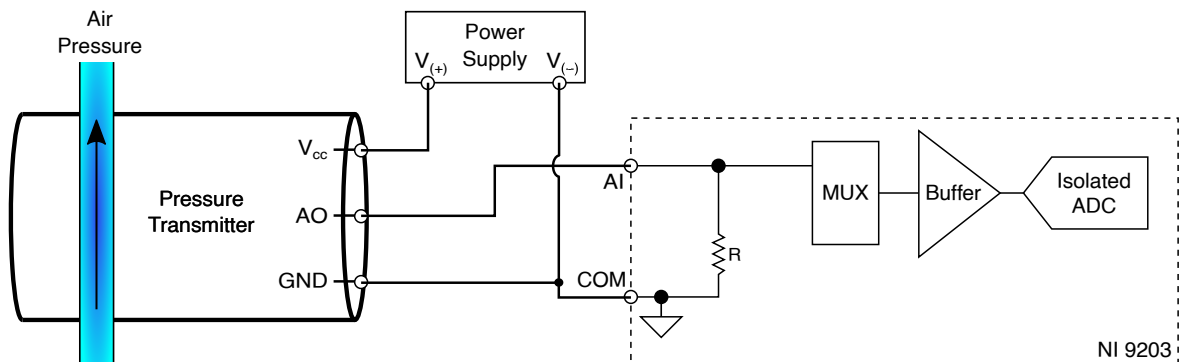 Air
Pressure
Power
Supply
V(+)
V(−)
Vcc
Pressure
Transmitter
AO
GND
AI
COM
R
MUX
Buffer
Isolated
ADC
NI 9203